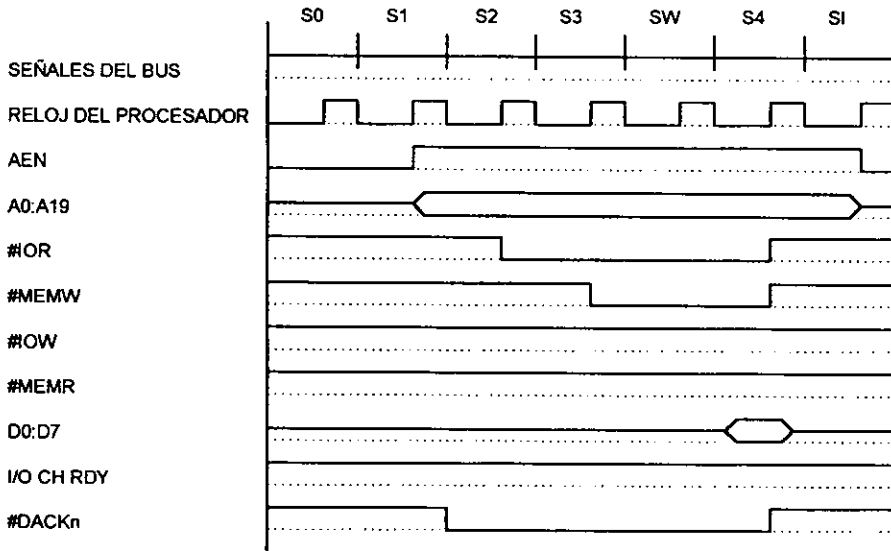 S0 S1 S2 S3 SW S4 SI
SEÑALES DEL BUS
RELOJ DEL PROCESADOR
AEN
A0:A19
#IOR
#MEMW
#IOW
#MEMR
D0:D7
I/O CH RDY
#DACKn